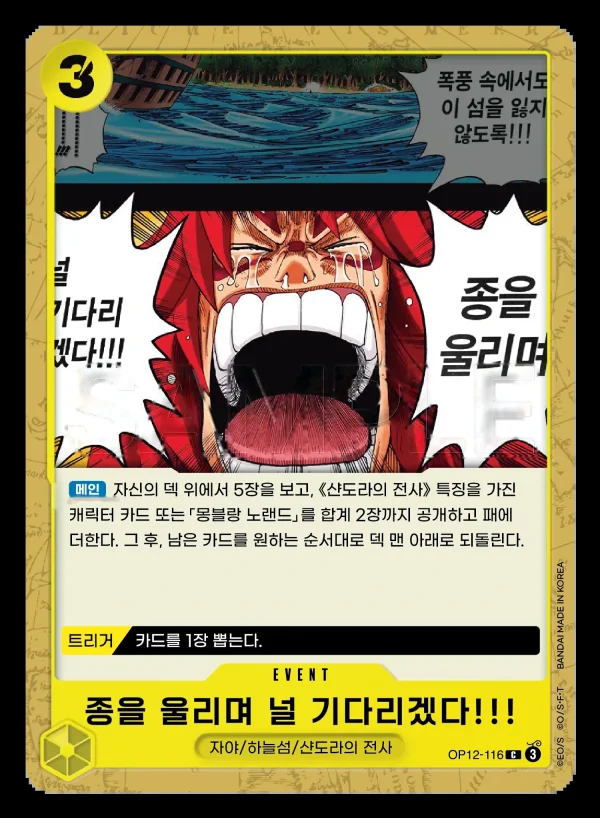 3
폭풍 속에서도
이 섬을 잃지
않도록!!!
널
기다리
겠다!!!
종을
울리며
SAMPLE
메인 자신의 덱 위에서 5장을 보고, 《샨도라의 전사》 특징을 가진
캐릭터 카드 또는 「몽블랑 노랜드」를 합계 2장까지 공개하고 패에
더한다. 그 후, 남은 카드를 원하는 순서대로 덱 맨 아래로 되돌린다.
트리거 카드를 1장 뽑는다.
EVENT
종을 울리며 널 기다리겠다!!!
자야/하늘섬/샨도라의 전사
OP12-116 C 3
©E.O/S ©O/S·F·T BANDAI MADE IN KOREA